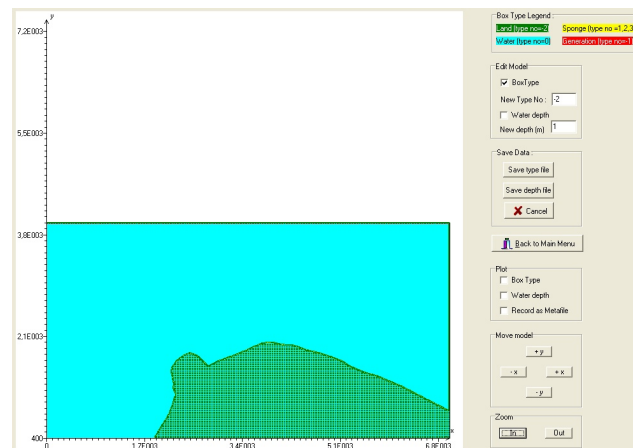 y
7,2E003
5,5E003
3,8E003
2,1E003
400
x
0
1,7E003
3,4E003
5,1E003
6,8E003
Box Type Legend :
Land (type no=-2)
Sponge (type no =1,2,3
Water (type no=0)
Generation (type no=-1)
Edit Model
BoxType
New Type No :
-2
Water depth
New depth (m)
1
Save Data :
Save type file
Save depth file
Cancel
Back to Main Menu
Plot
Box Type
Water depth
Record as Metafile
Move model
+ y
- x
+ x
- y
Zoom
In
Out